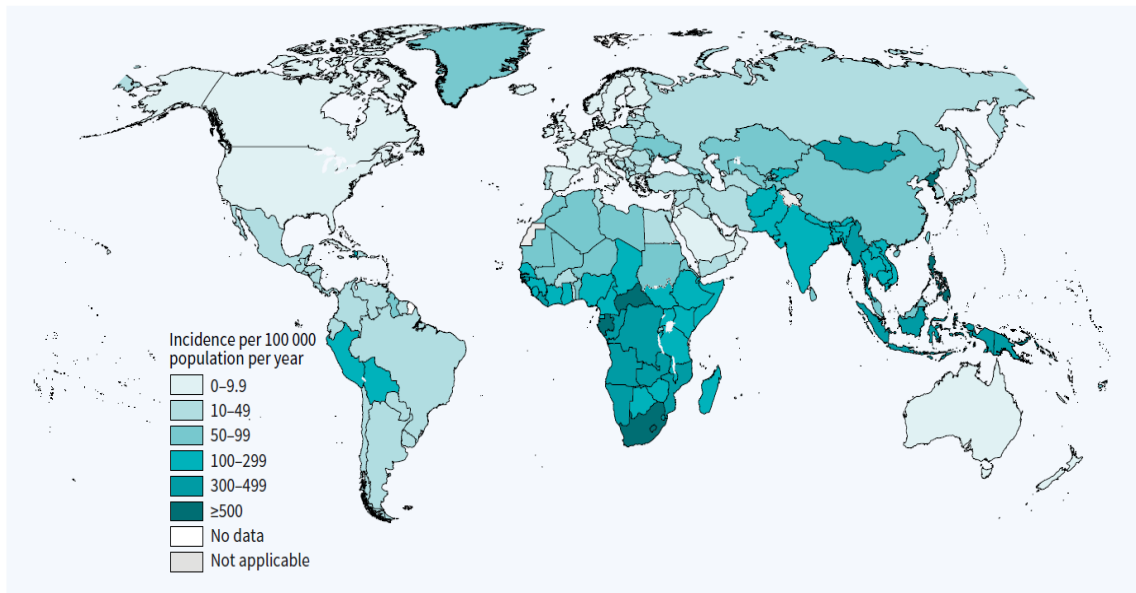 Incidence per 100 000
population per year
0–9.9
10–49
50–99
100–299
300–499
≥500
No data
Not applicable